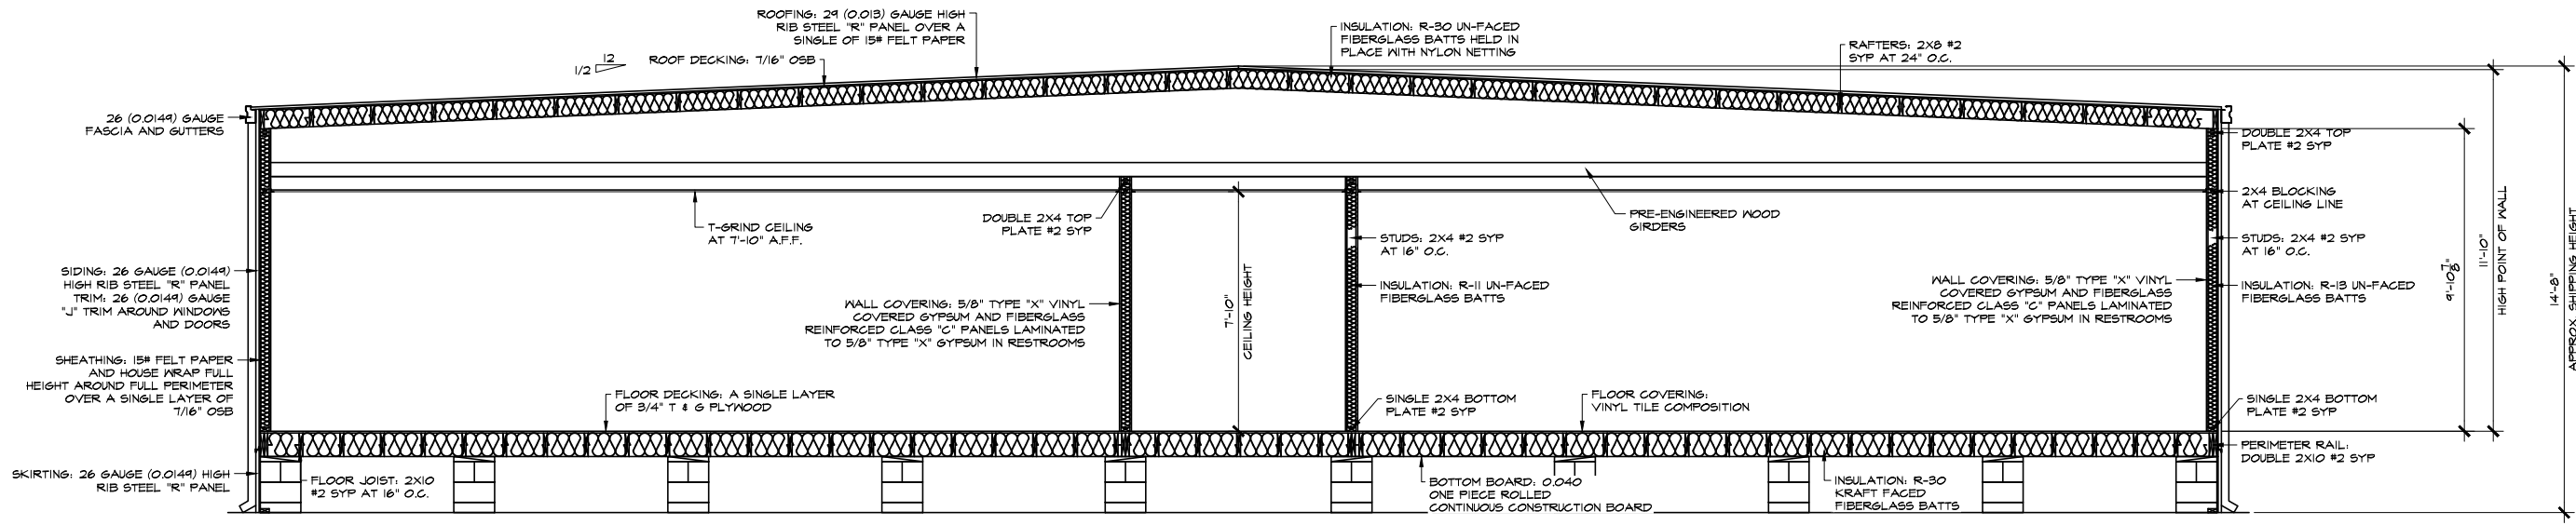 ROOFING: 29 (0.013) GAUGE HIGH
RIB STEEL "R" PANEL OVER A
SINGLE OF 15# FELT PAPER
12
1/2
ROOF DECKING: 7/16" OSB
INSULATION: R-30 UN-FACED
FIBERGLASS BATTS HELD IN
PLACE WITH NYLON NETTING
RAFTERS: 2X8 #2
SYP AT 24" O.C.
26 (0.0149) GAUGE
FASCIA AND GUTTERS
DOUBLE 2X4 TOP
PLATE #2 SYP
2X4 BLOCKING
AT CEILING LINE
T-GRIND CEILING
AT 7'-10" A.F.F.
DOUBLE 2X4 TOP
PLATE #2 SYP
PRE-ENGINEERED WOOD
GIRDERS
STUDS: 2X4 #2 SYP
AT 16" O.C.
STUDS: 2X4 #2 SYP
AT 16" O.C.
SIDING: 26 GAUGE (0.0149)
HIGH RIB STEEL "R" PANEL
TRIM: 26 (0.0149) GAUGE
"J" TRIM AROUND WINDOWS
AND DOORS
WALL COVERING: 5/8" TYPE "X" VINYL
COVERED GYPSUM AND FIBERGLASS
REINFORCED CLASS "C" PANELS LAMINATED
TO 5/8" TYPE "X" GYPSUM IN RESTROOMS
7'-10"
CEILING HEIGHT
INSULATION: R-11 UN-FACED
FIBERGLASS BATTS
WALL COVERING: 5/8" TYPE "X" VINYL
COVERED GYPSUM AND FIBERGLASS
REINFORCED CLASS "C" PANELS LAMINATED
TO 5/8" TYPE "X" GYPSUM IN RESTROOMS
INSULATION: R-13 UN-FACED
FIBERGLASS BATTS
9'-10 7/8"
11'-10"
HIGH POINT OF WALL
14'-8"
APPROX SHIPPING HEIGHT
SHEATHING: 15# FELT PAPER
AND HOUSE WRAP FULL
HEIGHT AROUND FULL PERIMETER
OVER A SINGLE LAYER OF
7/16" OSB
FLOOR DECKING: A SINGLE LAYER
OF 3/4" T & G PLYWOOD
SINGLE 2X4 BOTTOM
PLATE #2 SYP
FLOOR COVERING:
VINYL TILE COMPOSITION
SINGLE 2X4 BOTTOM
PLATE #2 SYP
SKIRTING: 26 GAUGE (0.0149) HIGH
RIB STEEL "R" PANEL
FLOOR JOIST: 2X10
#2 SYP AT 16" O.C.
BOTTOM BOARD: 0.040
ONE PIECE ROLLED
CONTINUOUS CONSTRUCTION BOARD
INSULATION: R-30
KRAFT FACED
FIBERGLASS BATTS
PERIMETER RAIL:
DOUBLE 2X10 #2 SYP